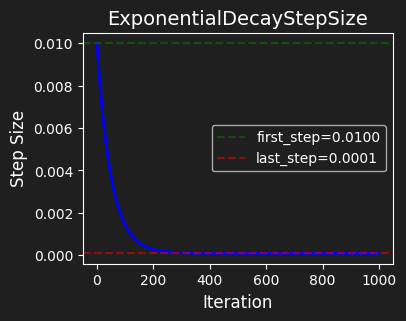 ExponentialDecayStepSize
Step Size
0.010
0.008
0.006
0.004
0.002
0.000
first_step=0.0100
last_step=0.0001
0
200
400
600
800
1000
Iteration